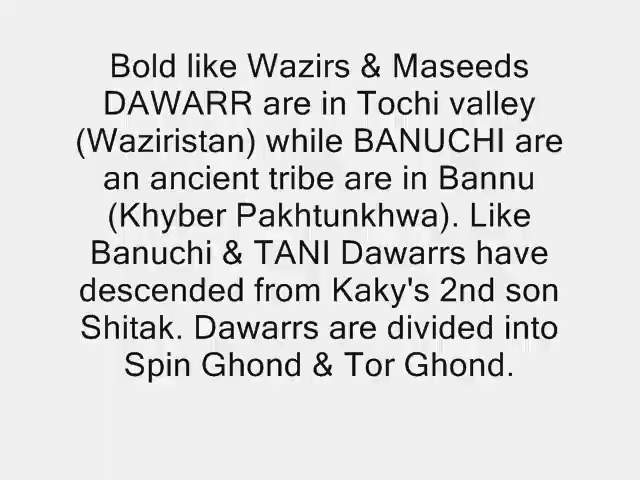 Bold like Wazirs & Maseeds
DAWARR are in Tochi valley
(Waziristan) while BANUCHI are
an ancient tribe are in Bannu
(Khyber Pakhtunkhwa). Like
Banuchi & TANI Dawarrs have
descended from Kaky's 2nd son
Shitak. Dawarrs are divided into
Spin Ghond & Tor Ghond.